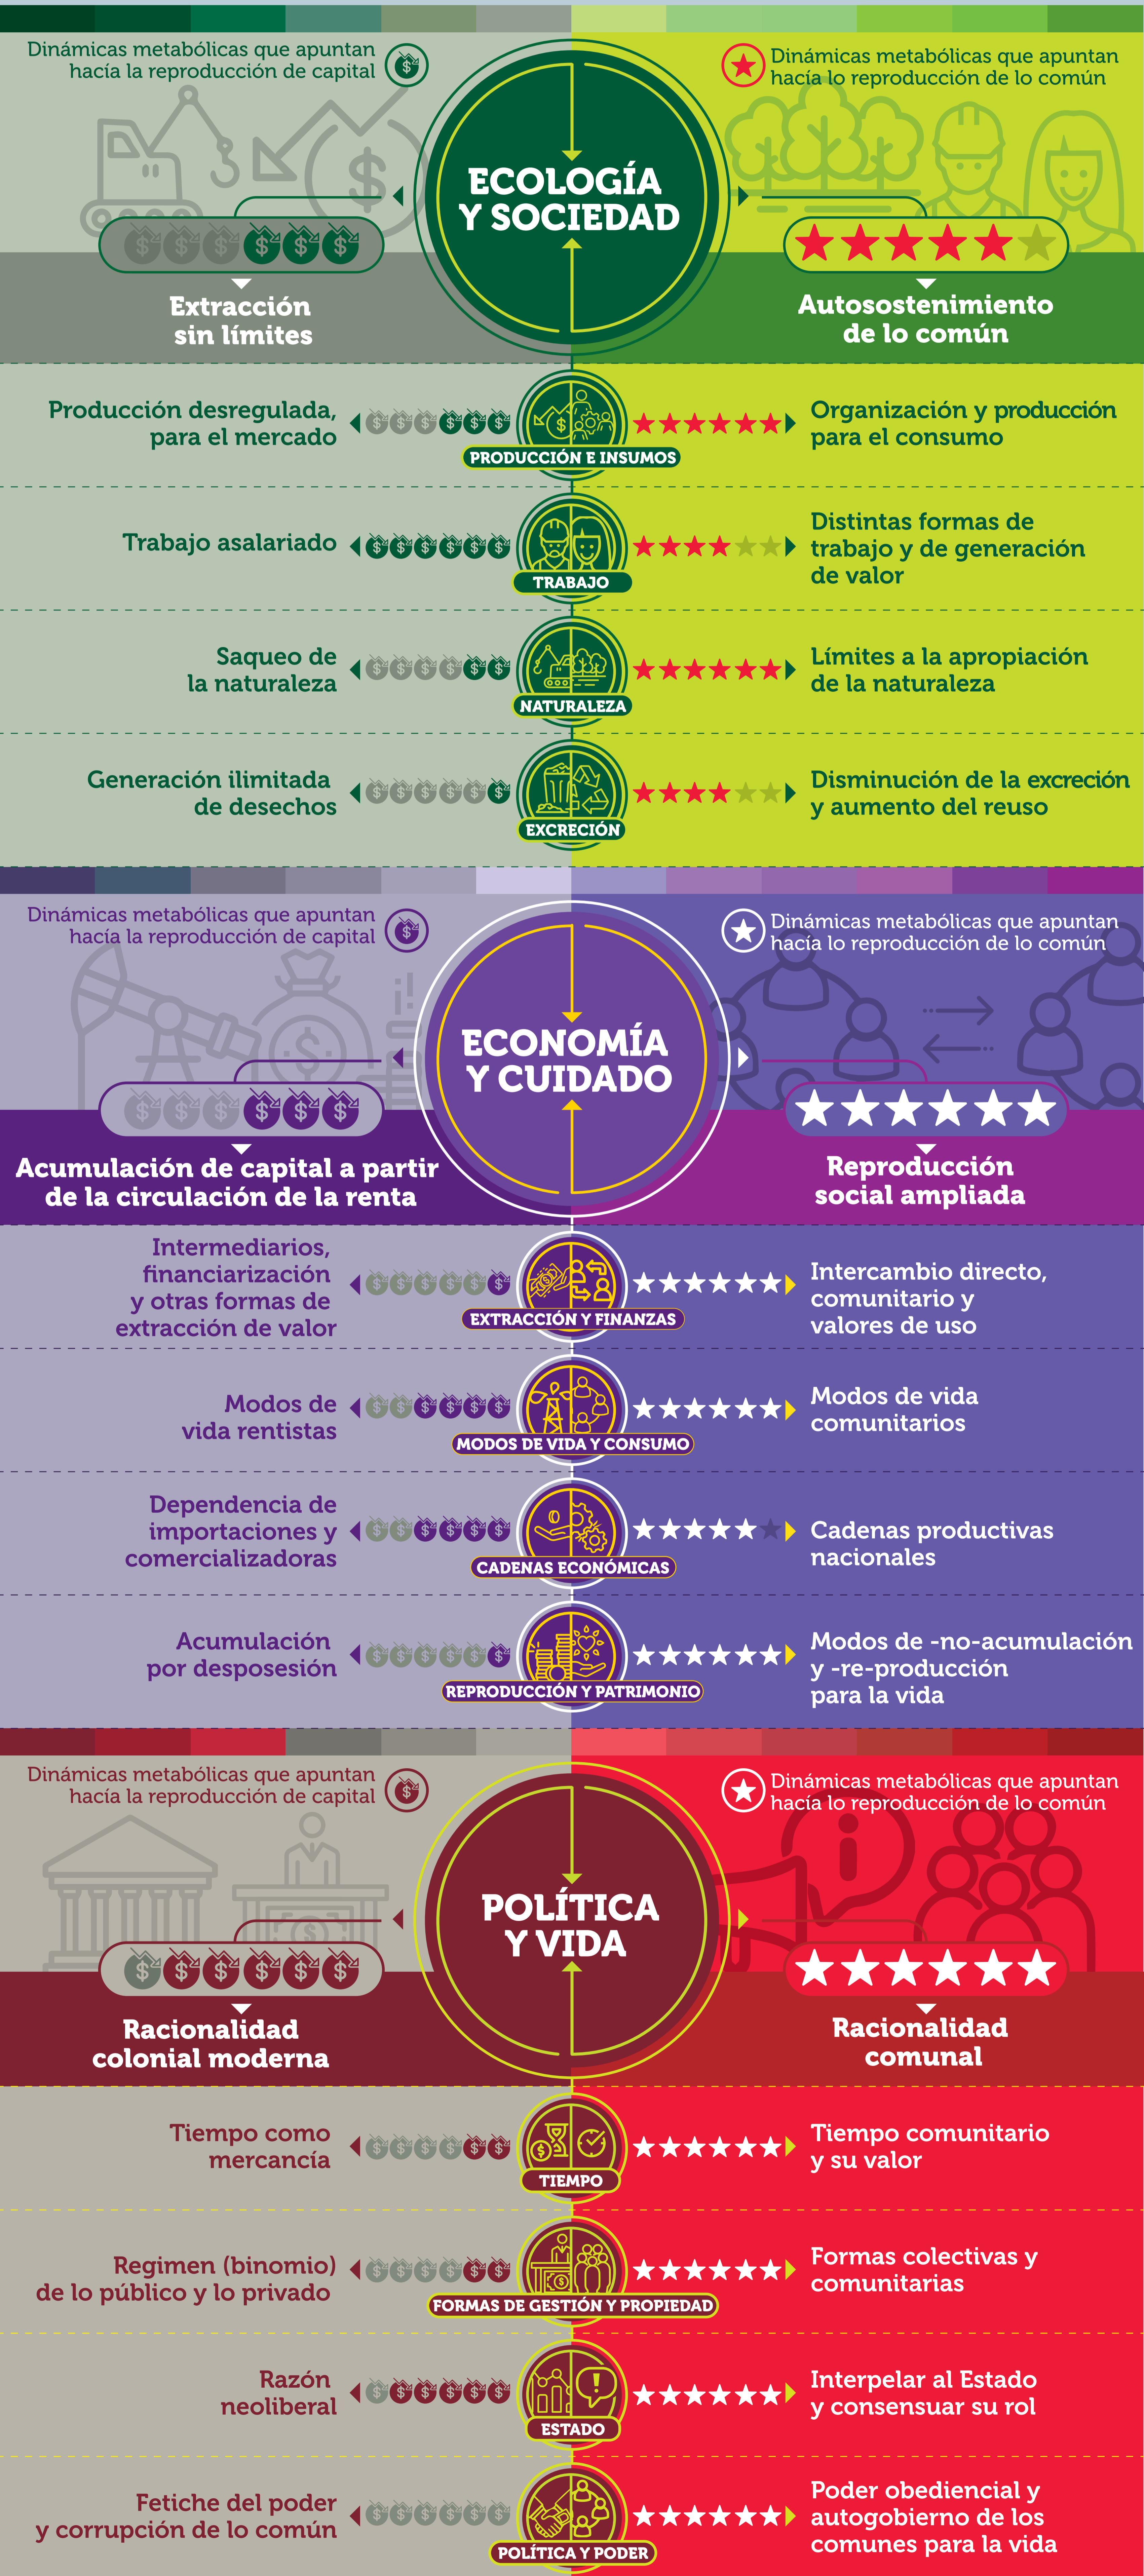 Dinámicas metabólicas que apuntan
hacía la reproducción de capital
Dinámicas metabólicas que apuntan
hacía lo reproducción de lo común
ECOLOGÍA
Y SOCIEDAD
Extracción
sin límites
Autosostenimiento
de lo común
Producción desregulada,
para el mercado
PRODUCCIÓN E INSUMOS
Organización y producción
para el consumo
Trabajo asalariado
TRABAJO
Distintas formas de
trabajo y de generación
de valor
Saqueo de
la naturaleza
NATURALEZA
Límites a la apropiación
de la naturaleza
Generación ilimitada
de desechos
EXCRECIÓN
Disminución de la excreción
y aumento del reuso
Dinámicas metabólicas que apuntan
hacía la reproducción de capital
Dinámicas metabólicas que apuntan
hacía lo reproducción de lo común
ECONOMÍA
Y CUIDADO
Acumulación de capital a partir
de la circulación de la renta
Reproducción
social ampliada
Intermediarios,
financiarización
y otras formas de
extracción de valor
EXTRACCIÓN Y FINANZAS
Intercambio directo,
comunitario y
valores de uso
Modos de
vida rentistas
MODOS DE VIDA Y CONSUMO
Modos de vida
comunitarios
Dependencia de
importaciones y
comercializadoras
CADENAS ECONÓMICAS
Cadenas productivas
nacionales
Acumulación
por desposesión
REPRODUCCIÓN Y PATRIMONIO
Modos de -no-acumulación
y -re-producción
para la vida
Dinámicas metabólicas que apuntan
hacía la reproducción de capital
Dinámicas metabólicas que apuntan
hacía lo reproducción de lo común
POLÍTICA
Y VIDA
Racionalidad
colonial moderna
Racionalidad
comunal
Tiempo como
mercancía
TIEMPO
Tiempo comunitario
y su valor
Regimen (binomio)
de lo público y lo privado
FORMAS DE GESTIÓN Y PROPIEDAD
Formas colectivas y
comunitarias
Razón
neoliberal
ESTADO
Interpelar al Estado
y consensuar su rol
Fetiche del poder
y corrupción de lo común
POLÍTICA Y PODER
Poder obediencial y
autogobierno de los
comunes para la vida